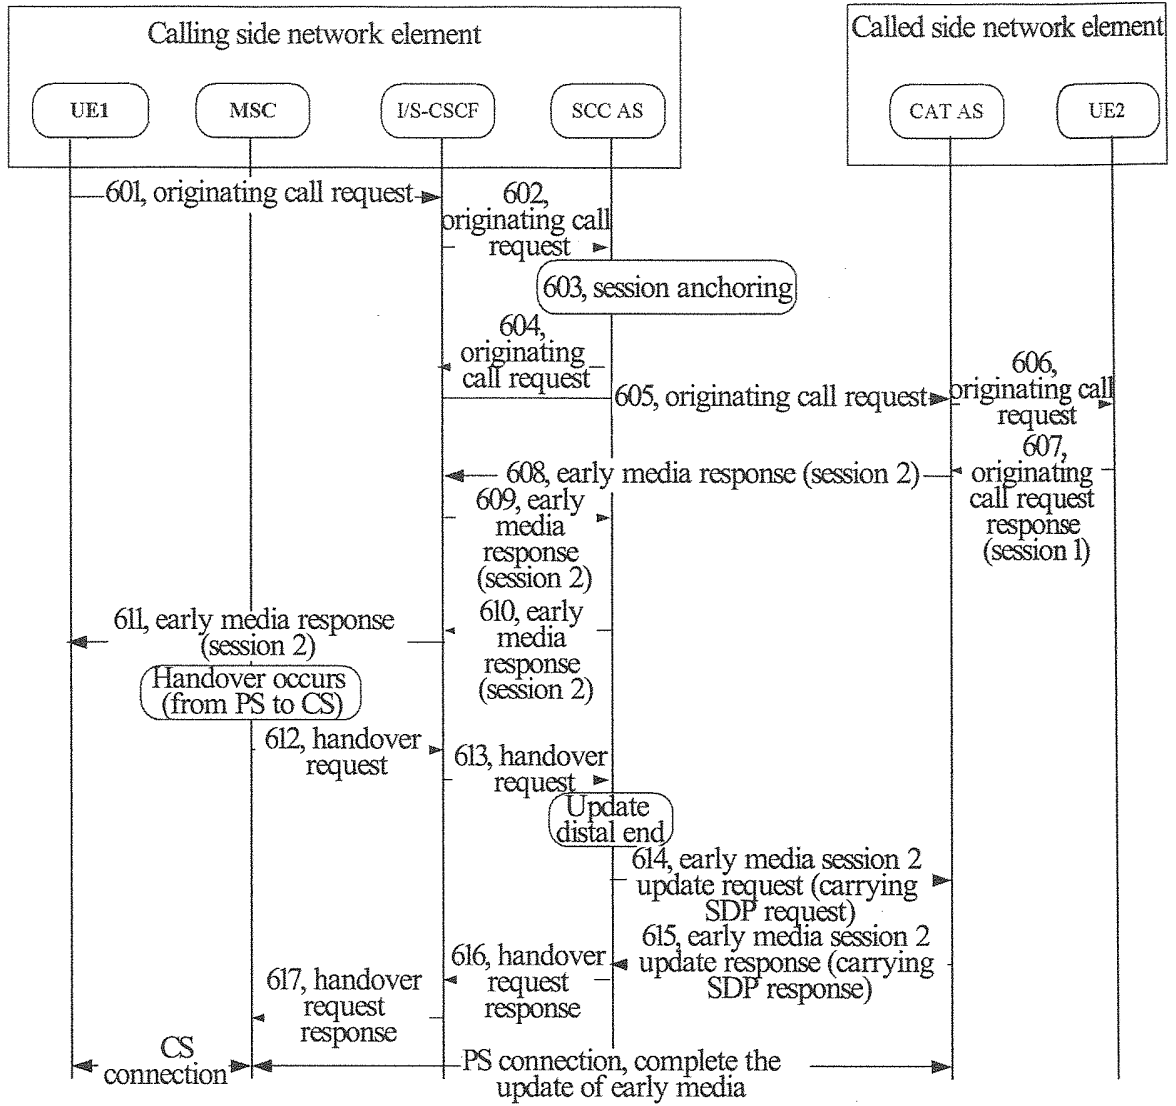 Calling side network element
Called side network element
UE1
MSC
I/S-CSCF
SCC AS
CAT AS
UE2
601, originating call request
602,
originating call
request
603, session anchoring
604,
originating
call request
605, originating call request
606,
originating call
request
607,
originating
call request
response
(session 1)
608, early media response (session 2)
609, early
media
response
(session 2)
610, early
media
response
(session 2)
611, early media response
(session 2)
Handover occurs
(from PS to CS)
612, handover
request
613, handover
request
Update
distal end
614, early media session 2
update request (carrying
SDP request)
615, early media session 2
update response (carrying
SDP response)
616, handover
request
response
617, handover
request
response
CS
connection
PS connection, complete the
update of early media